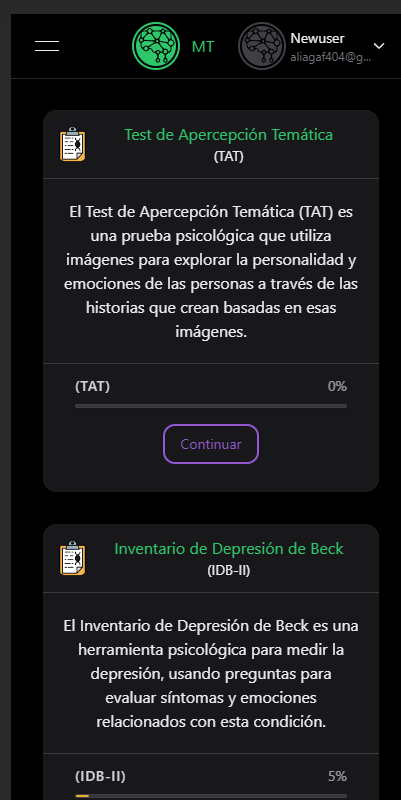 MT
Newuser
aliagaf404@g...
Test de Apercepción Temática
(TAT)
El Test de Apercepción Temática (TAT) es
una prueba psicológica que utiliza
imágenes para explorar la personalidad y
emociones de las personas a través de las
historias que crean basadas en esas
imágenes.
(TAT) 0%
Continuar
Inventario de Depresión de Beck
(IDB-II)
El Inventario de Depresión de Beck es una
herramienta psicológica para medir la
depresión, usando preguntas para
evaluar síntomas y emociones
relacionados con esta condición.
(IDB-II) 5%